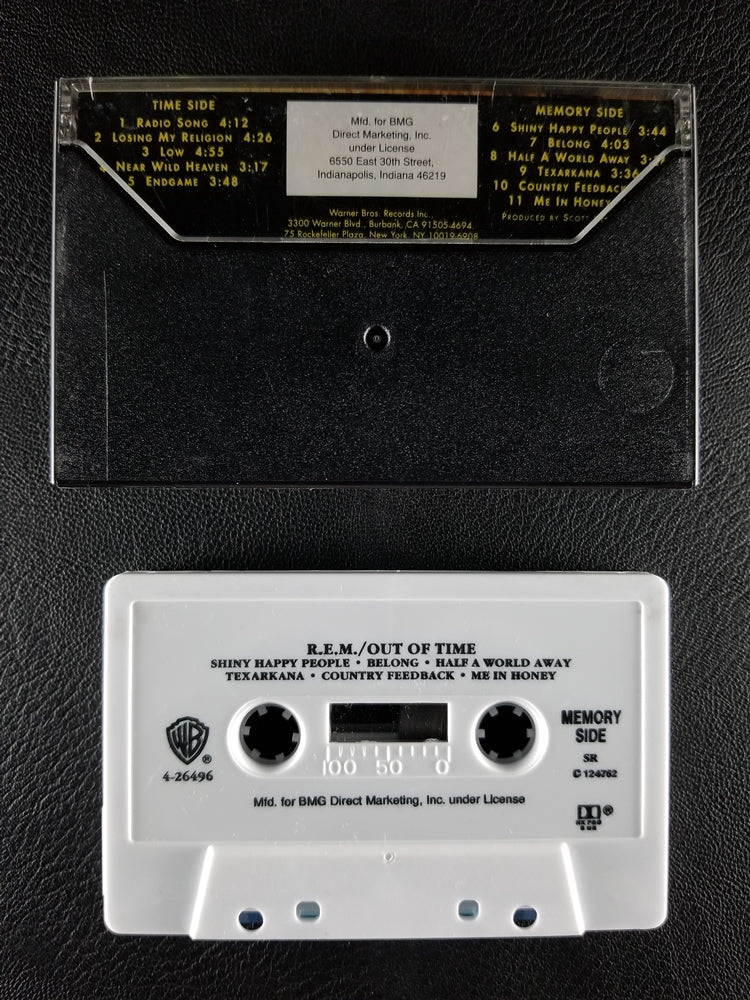 TIME SIDE
1 RADIO SONG 4:12
2 LOSING MY RELIGION 4:26
3 LOW 4:55
NEAR WILD HEAVEN 3:17
5 ENDGAME 3:48
Mfd. for BMG
Direct Marketing, Inc.
under License
6550 East 30th Street,
Indianapolis, Indiana 46219
Warner Bros. Records Inc.
3300 Warner Blvd., Burbank, CA 91505-4694.
75 Rockefeller Plaza, New York, NY 10019-6908
MEMORY SIDE
6 SHINY HAPPY PEOPLE 3:44
7 BELONG 4:03
8 HALF A WORLD AWAY
9 TEXARKANA 3:36
10 COUNTRY FEEDBACK
11 ME IN HONEY
PRODUCED BY SCOTT
R.E.M./OUT OF TIME
SHINY HAPPY PEOPLE • BELONG • HALF A WORLD AWAY
TEXARKANA • COUNTRY FEEDBACK • ME IN HONEY
WB ®
4-26496
100 50 0
MEMORY
SIDE
SR
C 124762
Mfd. for BMG Direct Marketing, Inc. under License
HX PRO
B NR